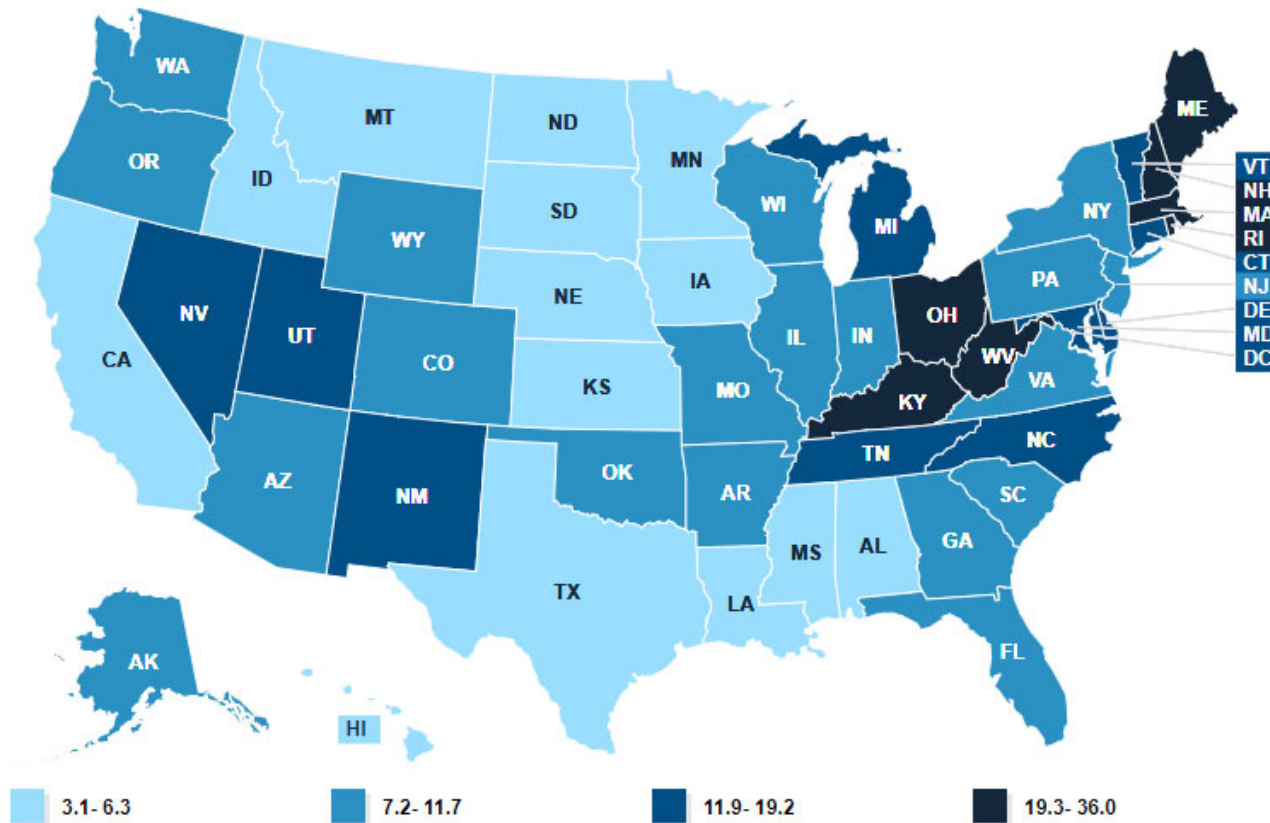 WA
ME
MT
ND
OR
MN
VT
ID
NH
SD
WI
NY
MA
MI
RI
WY
CT
IA
PA
NJ
NE
DE
NV
OH
MD
UT
IL
IN
DC
CA
CO
WV
VA
KS
MO
KY
NC
TN
OK
AZ
NM
AR
SC
MS
AL
GA
TX
LA
AK
FL
HI
3.1- 6.3
7.2- 11.7
11.9- 19.2
19.3- 36.0